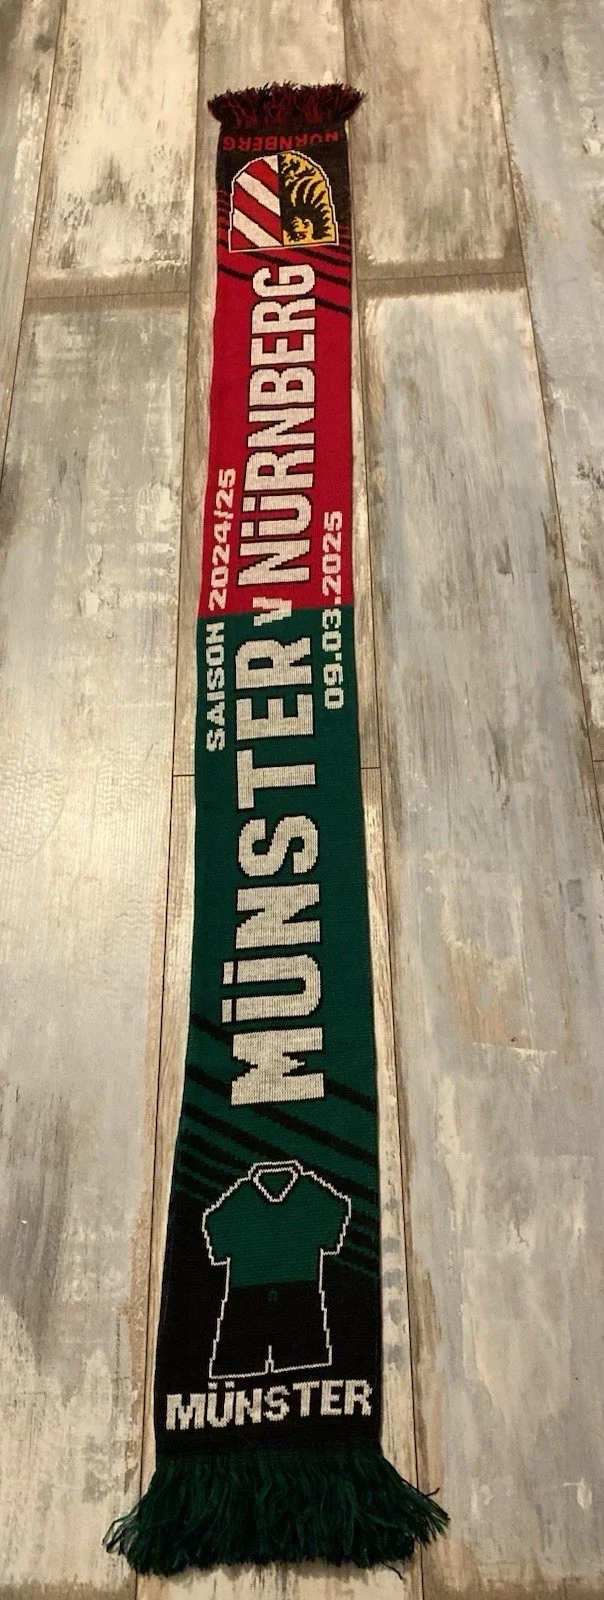 NÜRNBERG
SAISON 2024/25
MÜNSTER v NÜRNBERG
09.03.2025
MÜNSTER